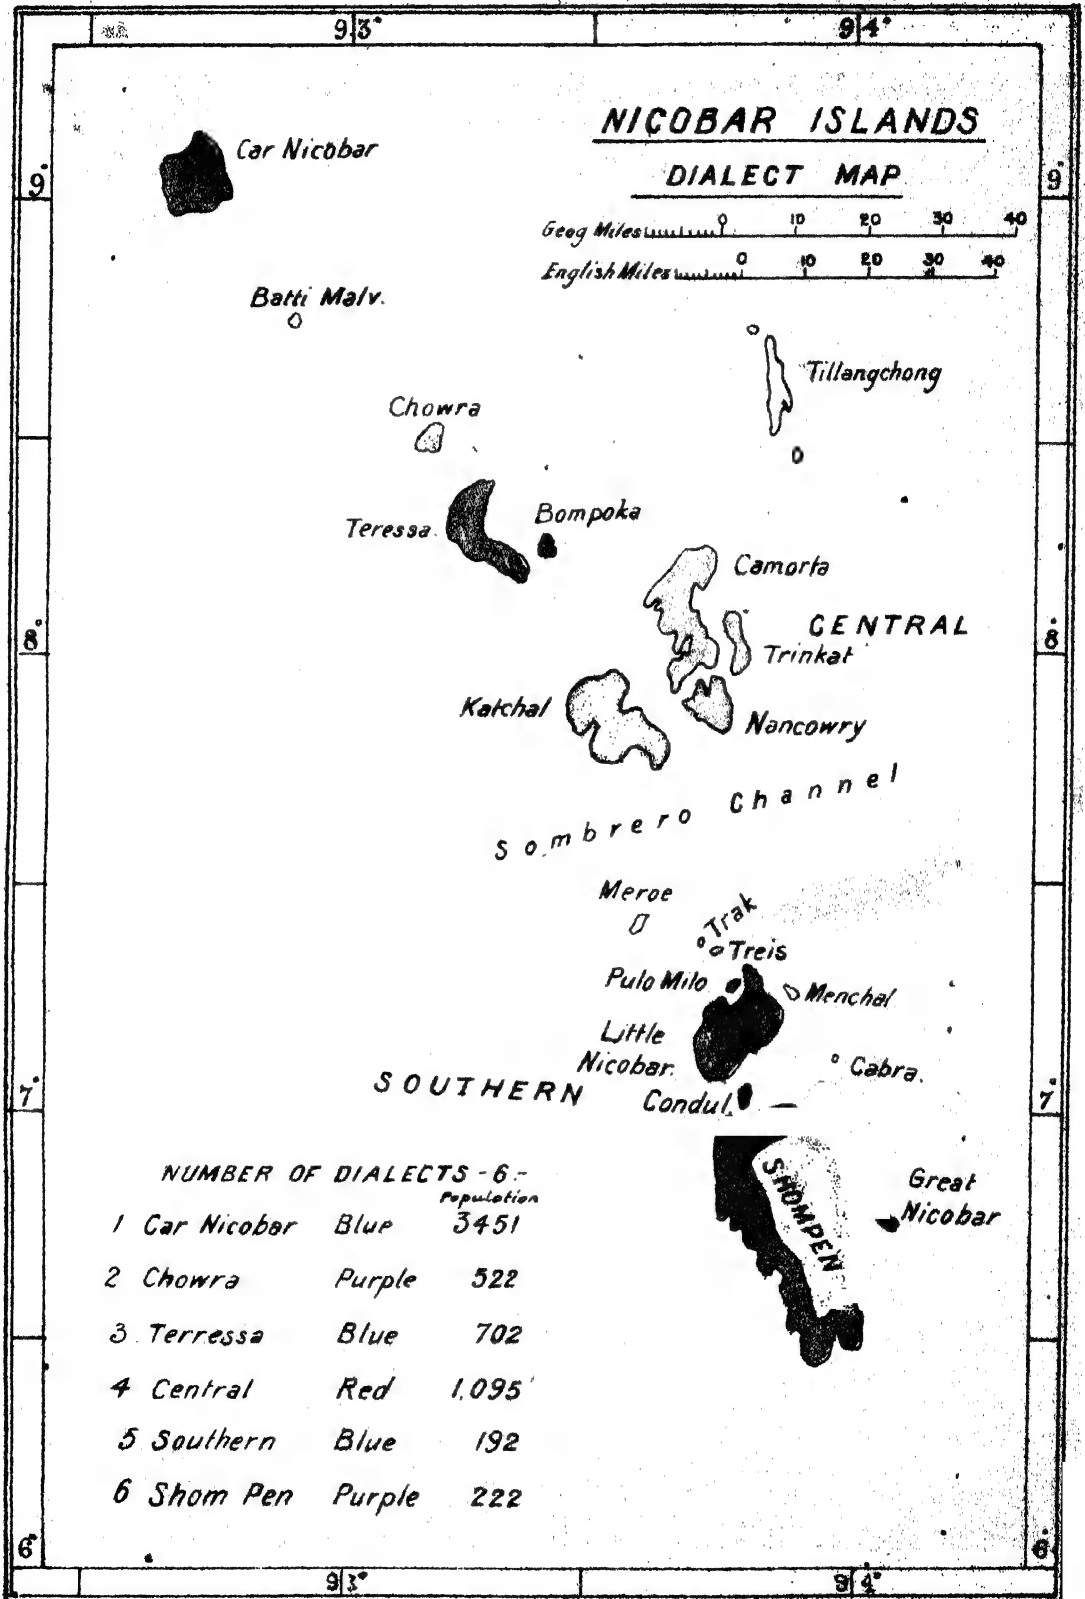 93° 94°
NICOBAR ISLANDS
DIALECT MAP
Geog Miles 0 10 20 30 40
English Miles 0 10 20 30 40
Car Nicobar
9° 9°
Batti Malv.
Tillangchong
Chowra
Teressa
Bompoka
Camorta
CENTRAL
8° 8°
Trinkat
Katchal
Nancowry
Sombrero Channel
Meroe
Trak
Treis
Pulo Milo
Menchal
Little
Nicobar.
Cabra.
SOUTHERN
Condul.
7° 7°
SHOMPEN
Great
Nicobar
NUMBER OF DIALECTS -6-
Population
1 Car Nicobar Blue 3451
2 Chowra Purple 522
3 Terressa Blue 702
4 Central Red 1,095
5 Southern Blue 192
6 Shom Pen Purple 222
6° 6
93° 94°